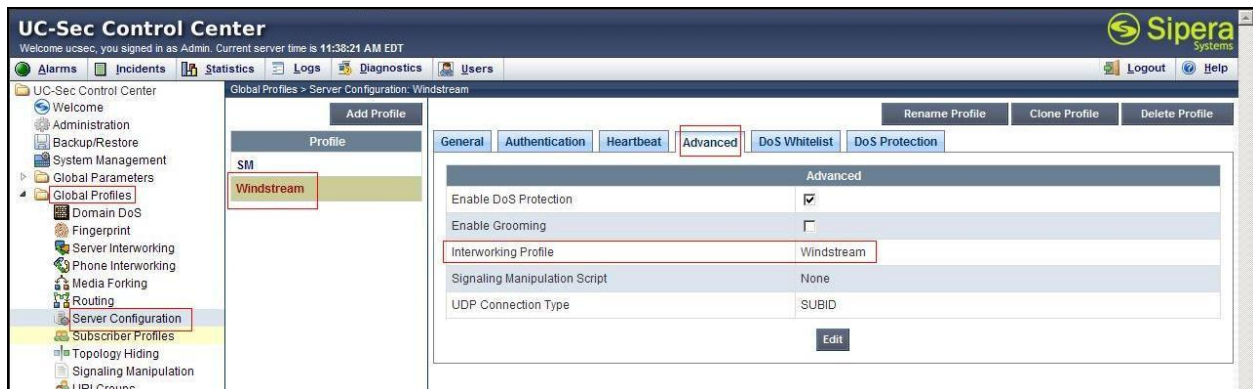 UC-Sec Control Center
Welcome ucsec, you signed in as Admin. Current server time is 11:38:21 AM EDT
Sipera
Systems
Alarms Incidents Statistics Logs Diagnostics Users Logout Help
UC-Sec Control Center
Welcome
Administration
Backup/Restore
System Management
Global Parameters
Global Profiles
Domain DoS
Fingerprint
Server Interworking
Phone Interworking
Media Forking
Routing
Server Configuration
Subscriber Profiles
Topology Hiding
Signaling Manipulation
URI Groups
Global Profiles > Server Configuration: Windstream
Add Profile
Profile
SM
Windstream
Rename Profile Clone Profile Delete Profile
General Authentication Heartbeat Advanced DoS Whitelist DoS Protection
Advanced
Enable DoS Protection
Enable Grooming
Interworking Profile Windstream
Signaling Manipulation Script None
UDP Connection Type SUBID
Edit